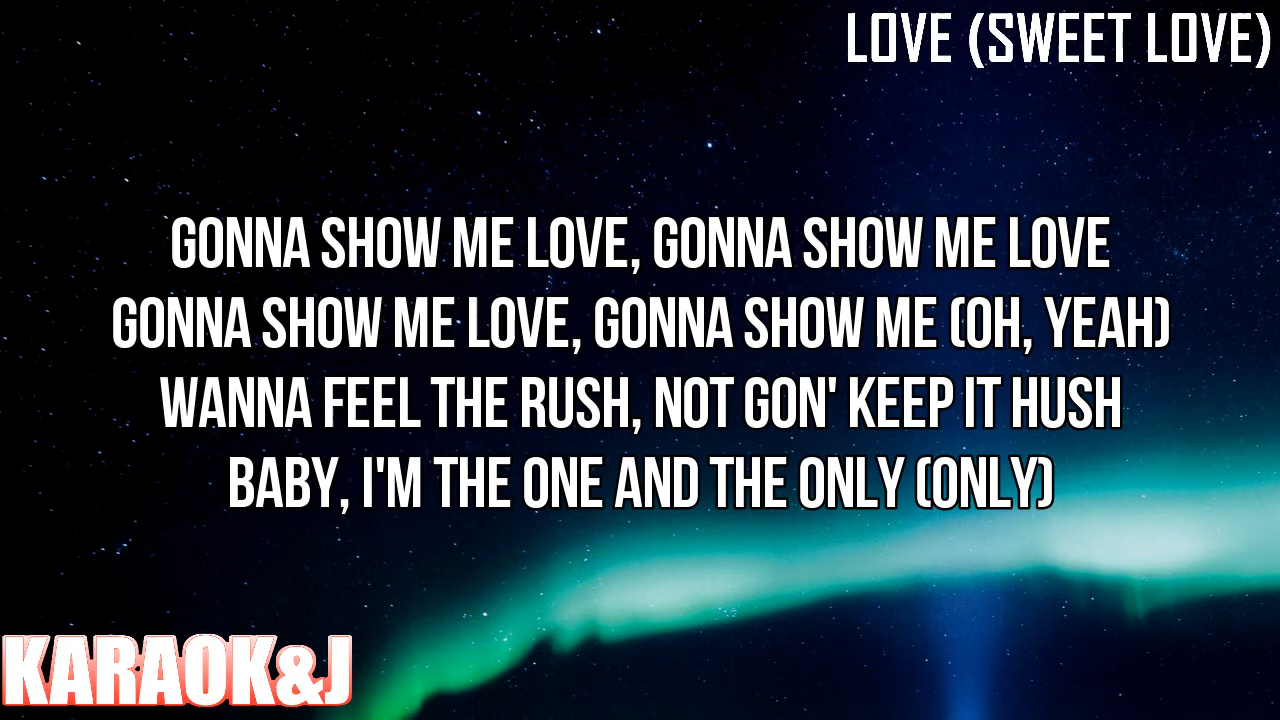 LOVE (SWEET LOVE)
GONNA SHOW ME LOVE, GONNA SHOW ME LOVE
GONNA SHOW ME LOVE, GONNA SHOW ME (OH, YEAH)
WANNA FEEL THE RUSH, NOT GON' KEEP IT HUSH
BABY, I'M THE ONE AND THE ONLY (ONLY)
KARAOK&J